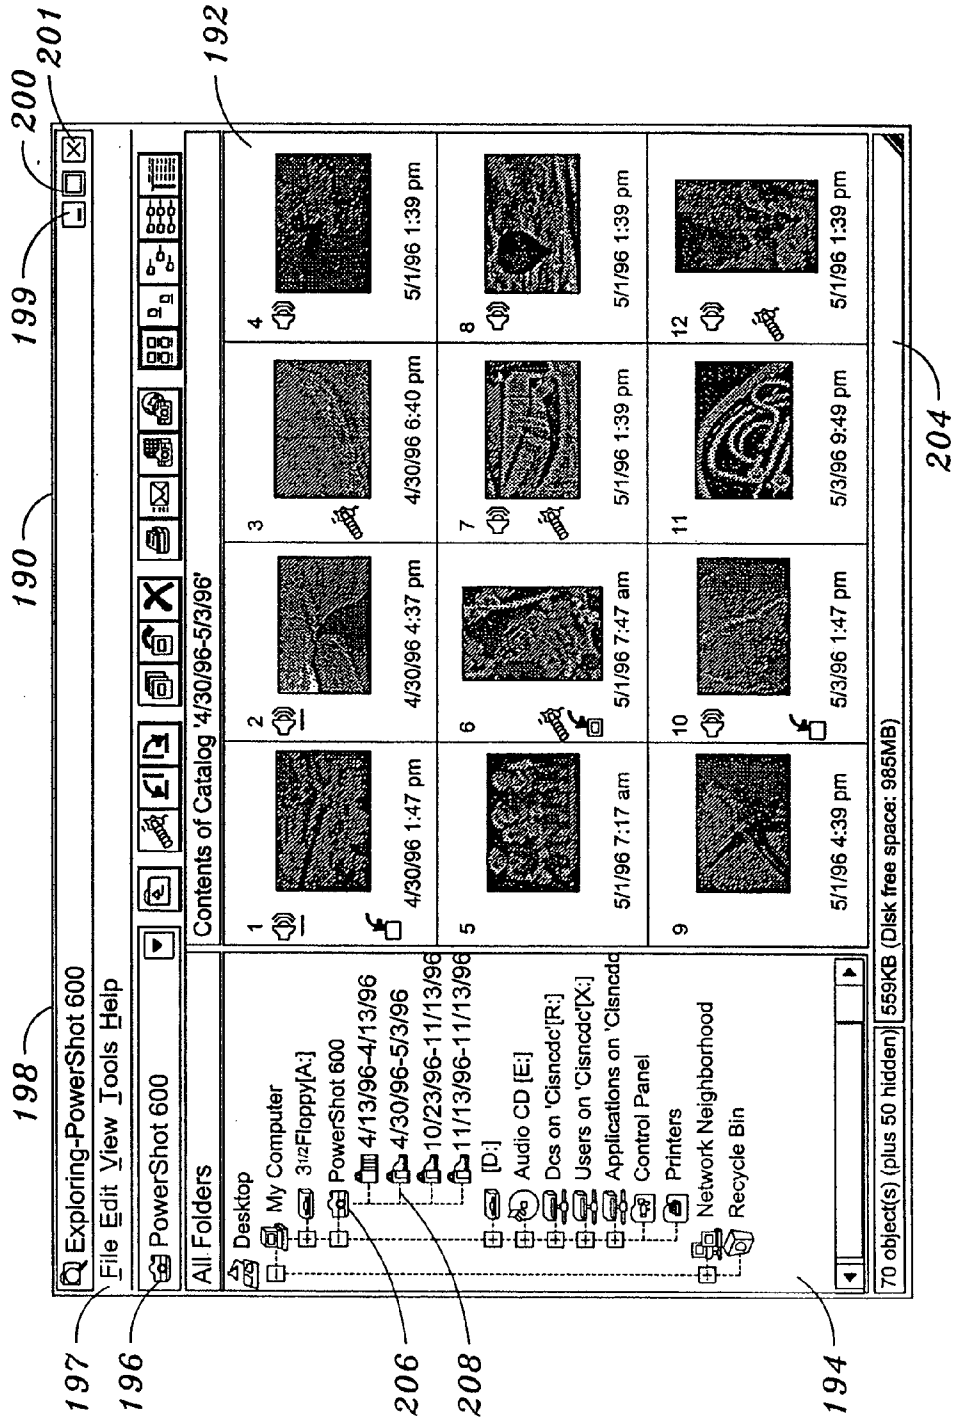 190
198
199
200
201
197
196
192
Exploring-PowerShot 600
File Edit View Tools Help
PowerShot 600
All Folders
Contents of Catalog '4/30/96-5/3/96'
Desktop
My Computer
3 1/2 Floppy[A:]
PowerShot 600
4/13/96-4/13/96
4/30/96-5/3/96
10/23/96-11/13/96
11/13/96-11/13/96
[D:]
Audio CD [E:]
Dcs on 'Cisncdc'[R:]
Users on 'Cisncdc'[X:]
Applications on 'Cisncdc
Control Panel
Printers
Network Neighborhood
Recycle Bin
1
4/30/96 1:47 pm
2
4/30/96 4:37 pm
3
4/30/96 6:40 pm
4
5/1/96 1:39 pm
5
5/1/96 7:17 am
6
5/1/96 7:47 am
7
5/1/96 1:39 pm
8
5/1/96 1:39 pm
9
5/1/96 4:39 pm
10
5/3/96 1:47 pm
11
5/3/96 9:49 pm
12
5/1/96 1:39 pm
70 object(s) (plus 50 hidden)
559KB (Disk free space: 985MB)
206
208
194
204